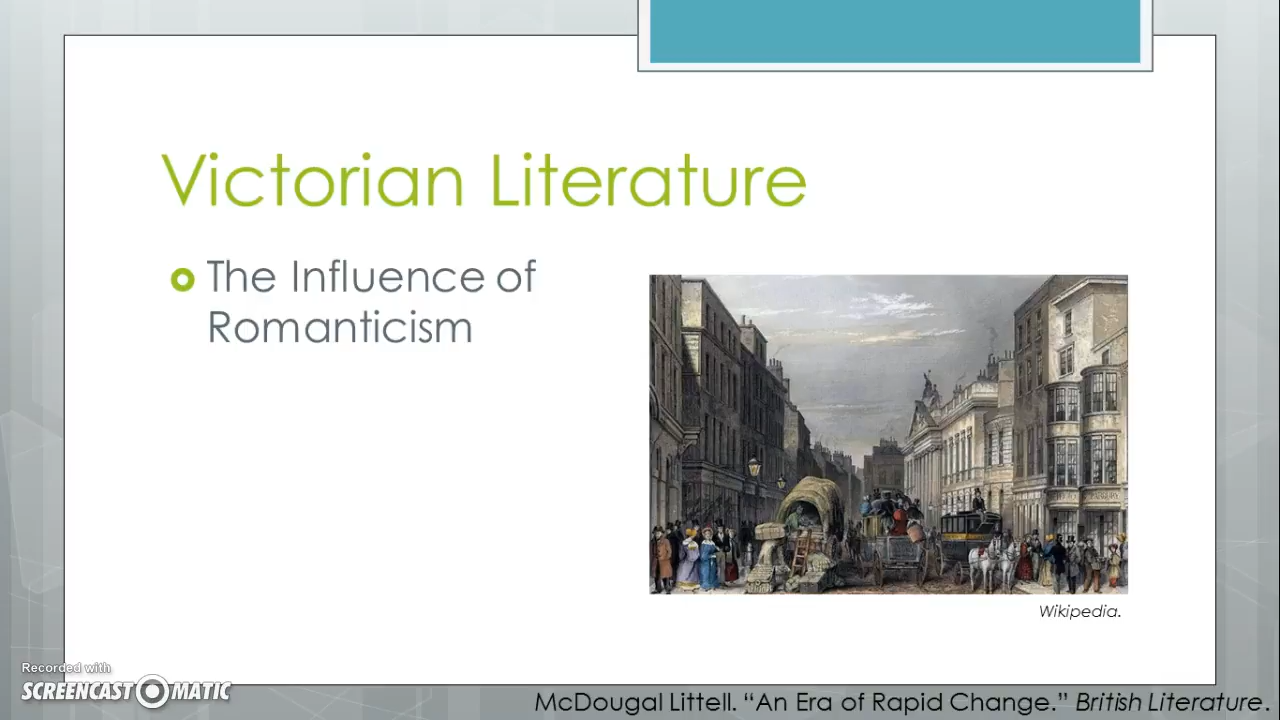 Victorian Literature
The Influence of
Romanticism
Wikipedia.
Recorded with
SCREENCAST MATIC
McDougal Littell. “An Era of Rapid Change.” British Literature.